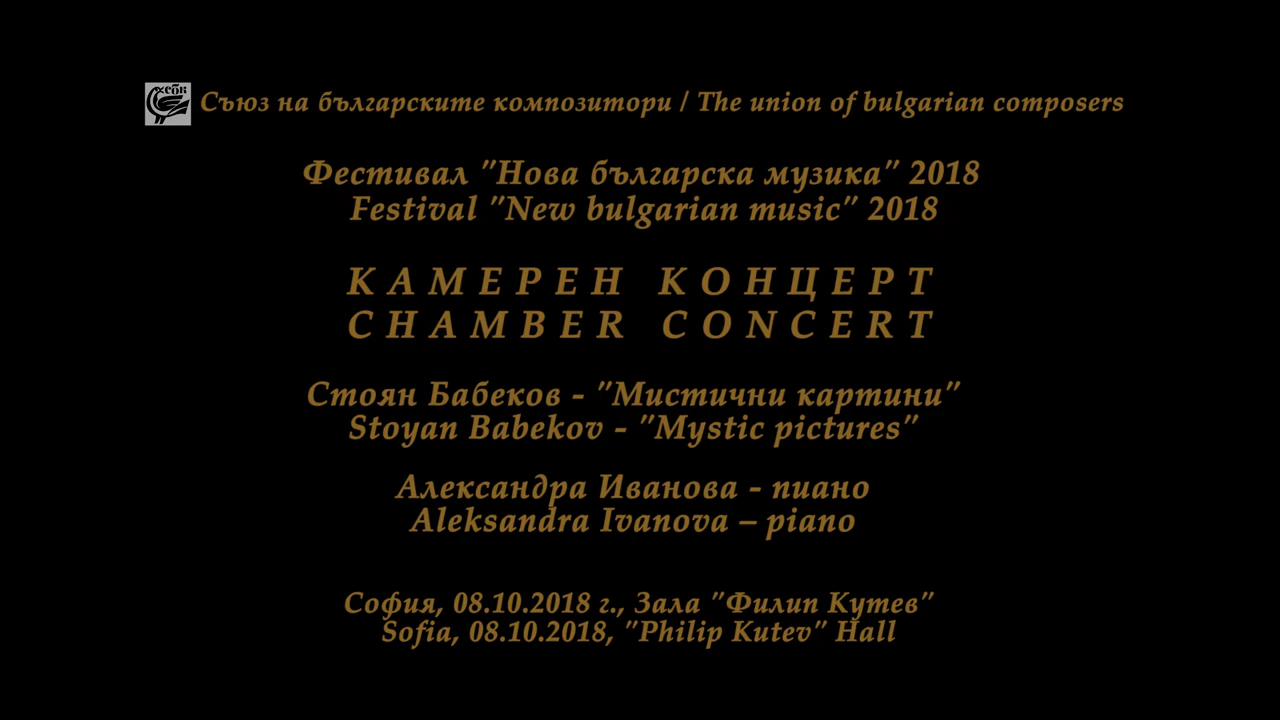 хсбк
Съюз на българските композитори / The union of bulgarian composers
Фестивал "Нова българска музика" 2018
Festival "New bulgarian music" 2018
КАМЕРЕН КОНЦЕРТ
CHAMBER CONCERT
Стоян Бабеков - "Мистични картини"
Stoyan Babekov - "Mystic pictures"
Александра Иванова - пиано
Aleksandra Ivanova – piano
София, 08.10.2018 г., Зала "Филип Кутев"
Sofia, 08.10.2018, "Philip Kutev" Hall